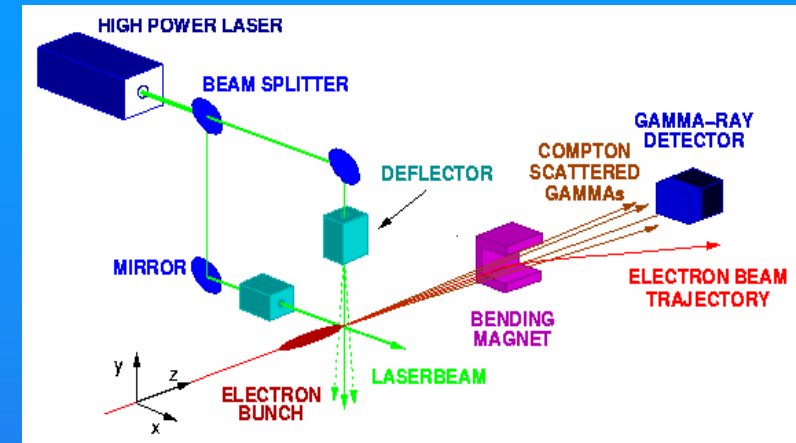 HIGH POWER LASER
BEAM SPLITTER
GAMMA-RAY
DETECTOR
COMPTON
SCATTERED
GAMMAs
DEFLECTOR
MIRROR
ELECTRON BEAM
TRAJECTORY
BENDING
MAGNET
LASERBEAM
ELECTRON
BUNCH
y
z
x